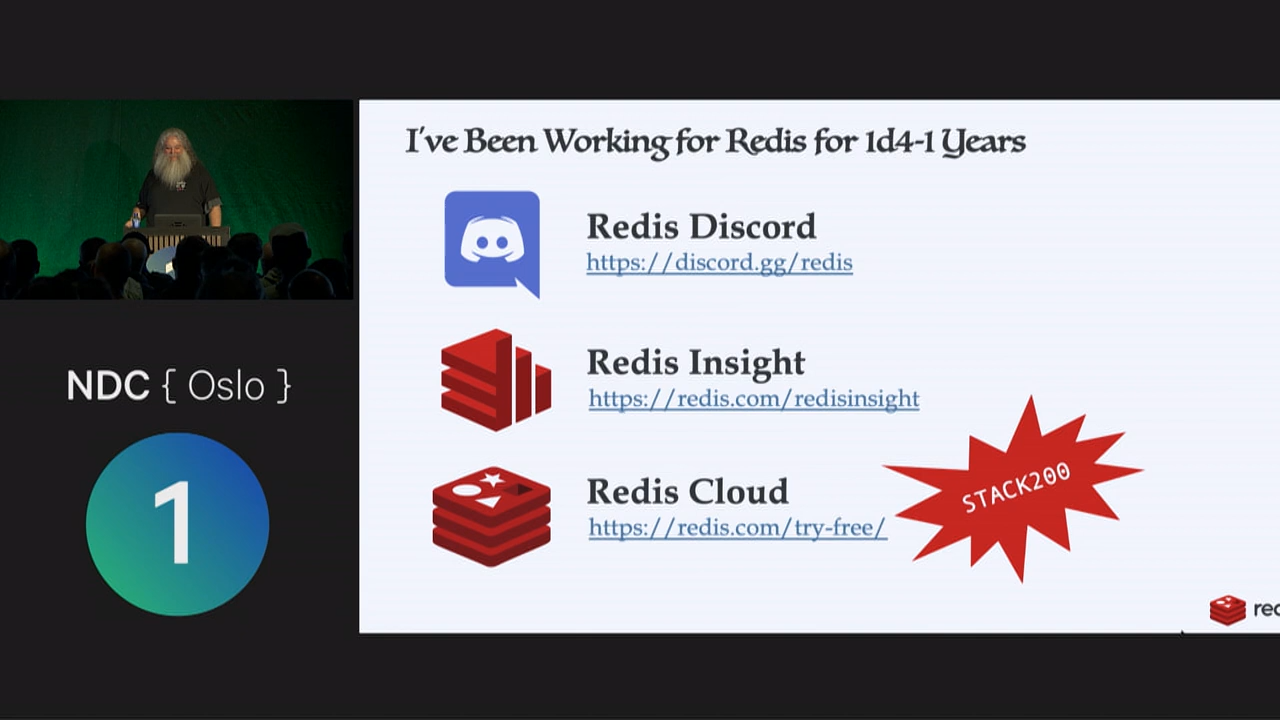 I've Been Working for Redis for 1d4-1 Years
Redis Discord
https://discord.gg/redis
Redis Insight
https://redis.com/redisinsight
Redis Cloud
https://redis.com/try-free/
STACK200
NDC { Oslo }
1